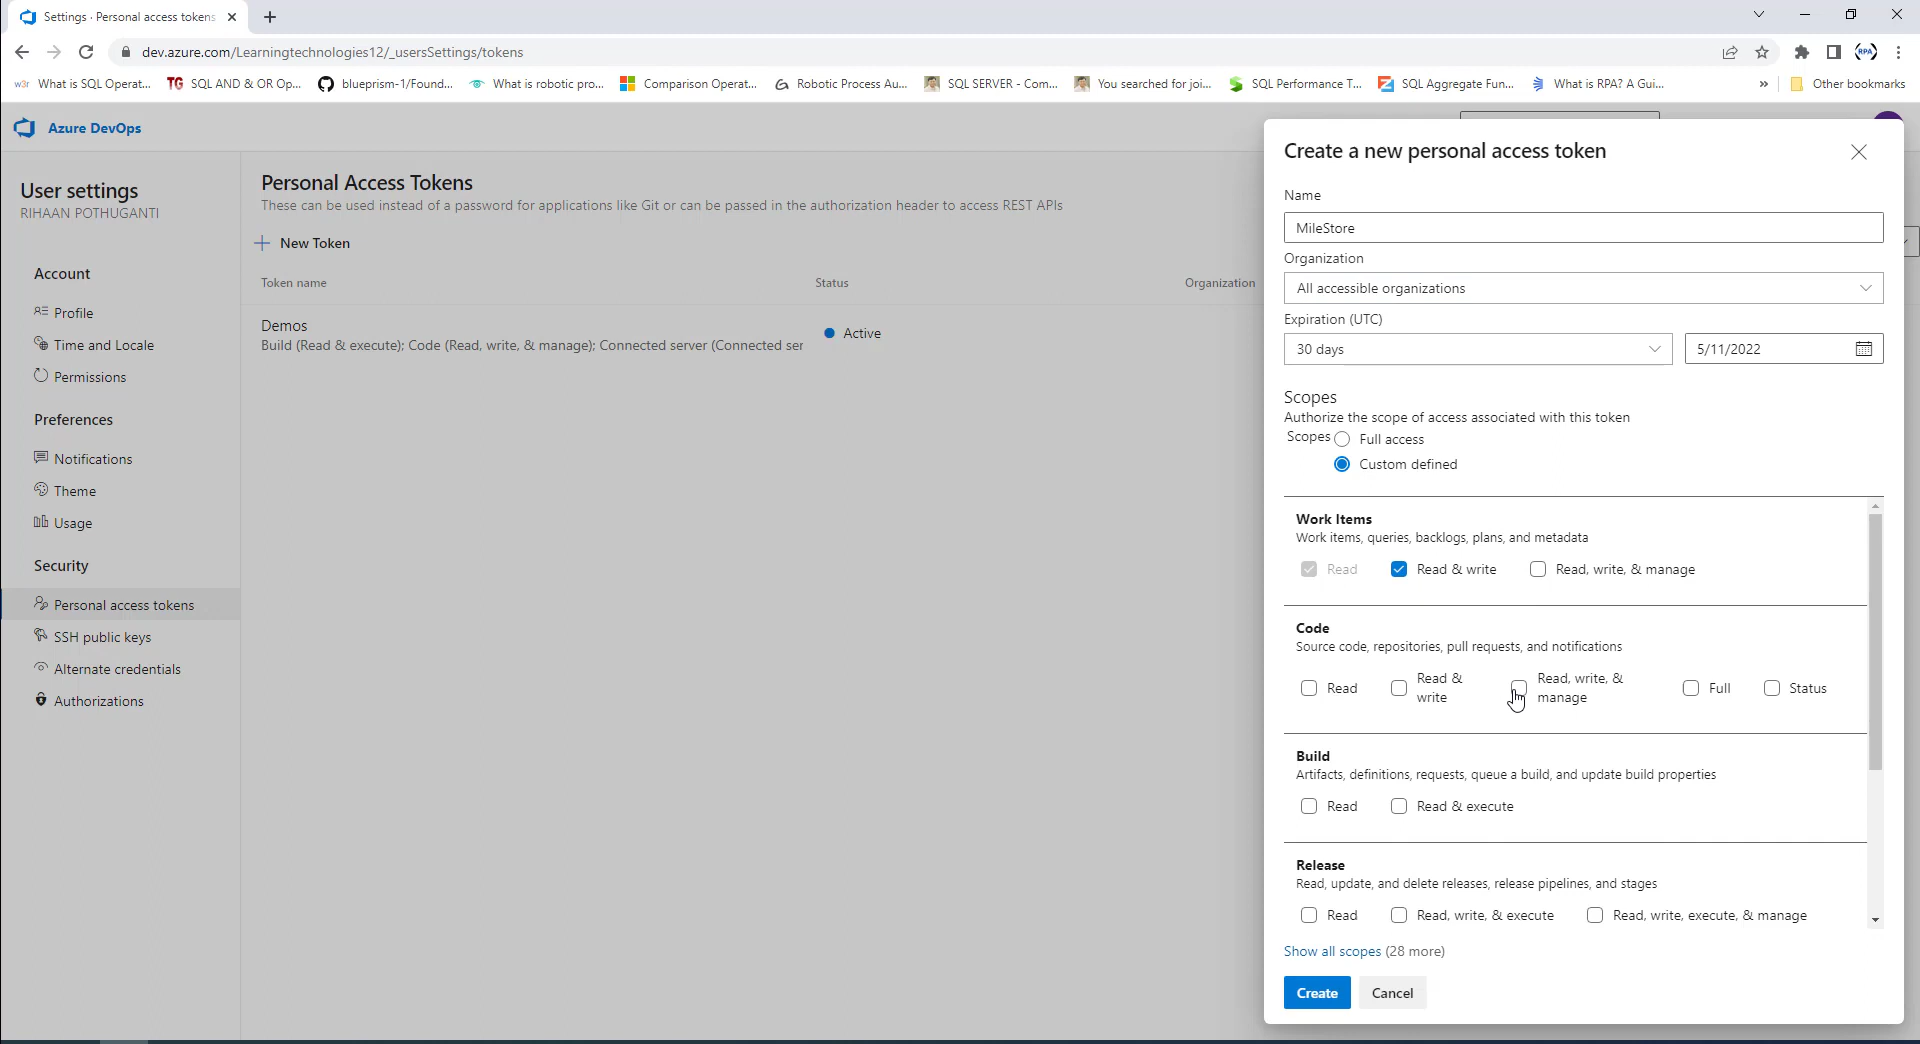 Settings · Personal access tokens
dev.azure.com/Learningtechnologies12/_usersSettings/tokens
(RPA)
w3r What is SQL Operat...
TG SQL AND & OR Op...
blueprism-1/Found...
What is robotic pro...
Comparison Operat...
Robotic Process Au...
SQL SERVER - Com...
You searched for joi...
SQL Performance T...
SQL Aggregate Fun...
What is RPA? A Gui...
»
Other bookmarks
Azure DevOps
User settings
RIHAAN POTHUGANTI
Account
Profile
Time and Locale
Permissions
Preferences
Notifications
Theme
Usage
Security
Personal access tokens
SSH public keys
Alternate credentials
Authorizations
Personal Access Tokens
These can be used instead of a password for applications like Git or can be passed in the authorization header to access REST APIs
New Token
Token name Status Organization
Demos
Build (Read & execute); Code (Read, write, & manage); Connected server (Connected ser
Active
Create a new personal access token
Name
MileStore
Organization
All accessible organizations
Expiration (UTC)
30 days 5/11/2022
Scopes
Authorize the scope of access associated with this token
Scopes Full access
Custom defined
Work Items
Work items, queries, backlogs, plans, and metadata
Read Read & write Read, write, & manage
Code
Source code, repositories, pull requests, and notifications
Read Read & write Read, write, & manage Full Status
Build
Artifacts, definitions, requests, queue a build, and update build properties
Read Read & execute
Release
Read, update, and delete releases, release pipelines, and stages
Read Read, write, & execute Read, write, execute, & manage
Show all scopes (28 more)
Create Cancel